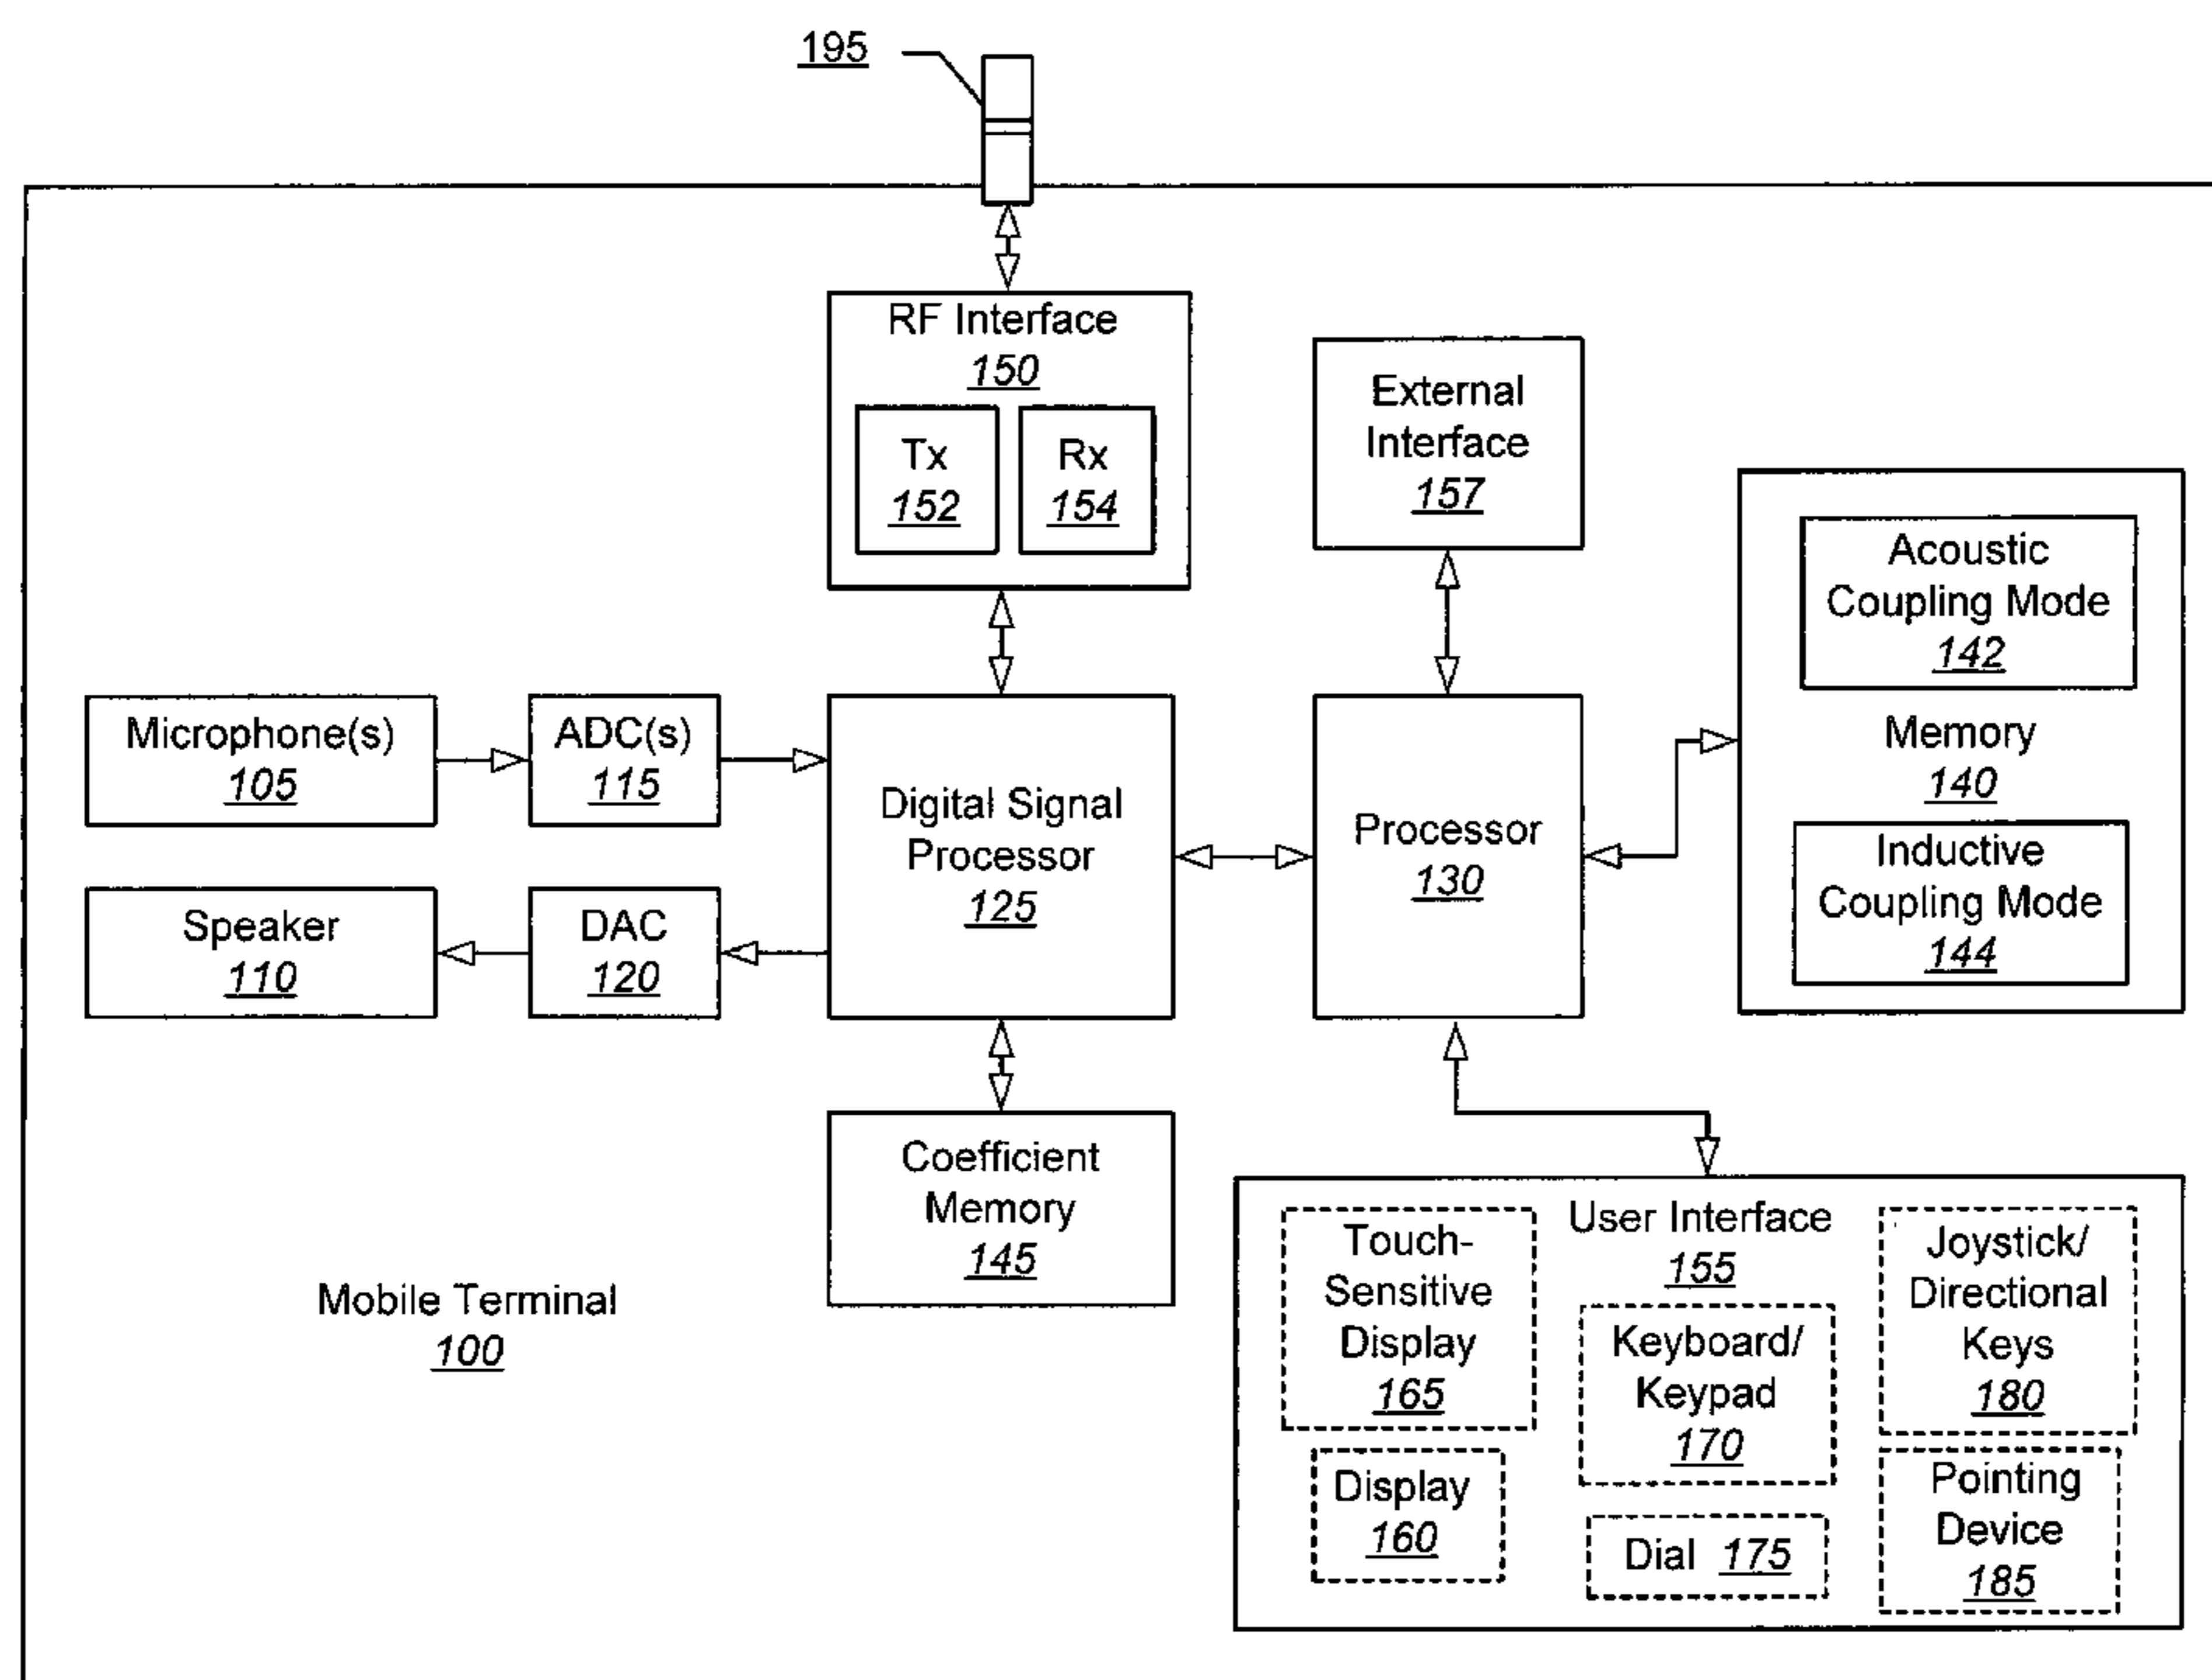 195
RF Interface
150
Tx
152
Rx
154
External
Interface
157
Acoustic
Coupling Mode
142
Memory
140
Inductive
Coupling Mode
144
Microphone(s)
105
ADC(s)
115
Digital Signal
Processor
125
Processor
130
Speaker
110
DAC
120
Coefficient
Memory
145
Mobile Terminal
100
User Interface
155
Touch-
Sensitive
Display
165
Keyboard/
Keypad
170
Joystick/
Directional
Keys
180
Display
160
Dial 175
Pointing
Device
185